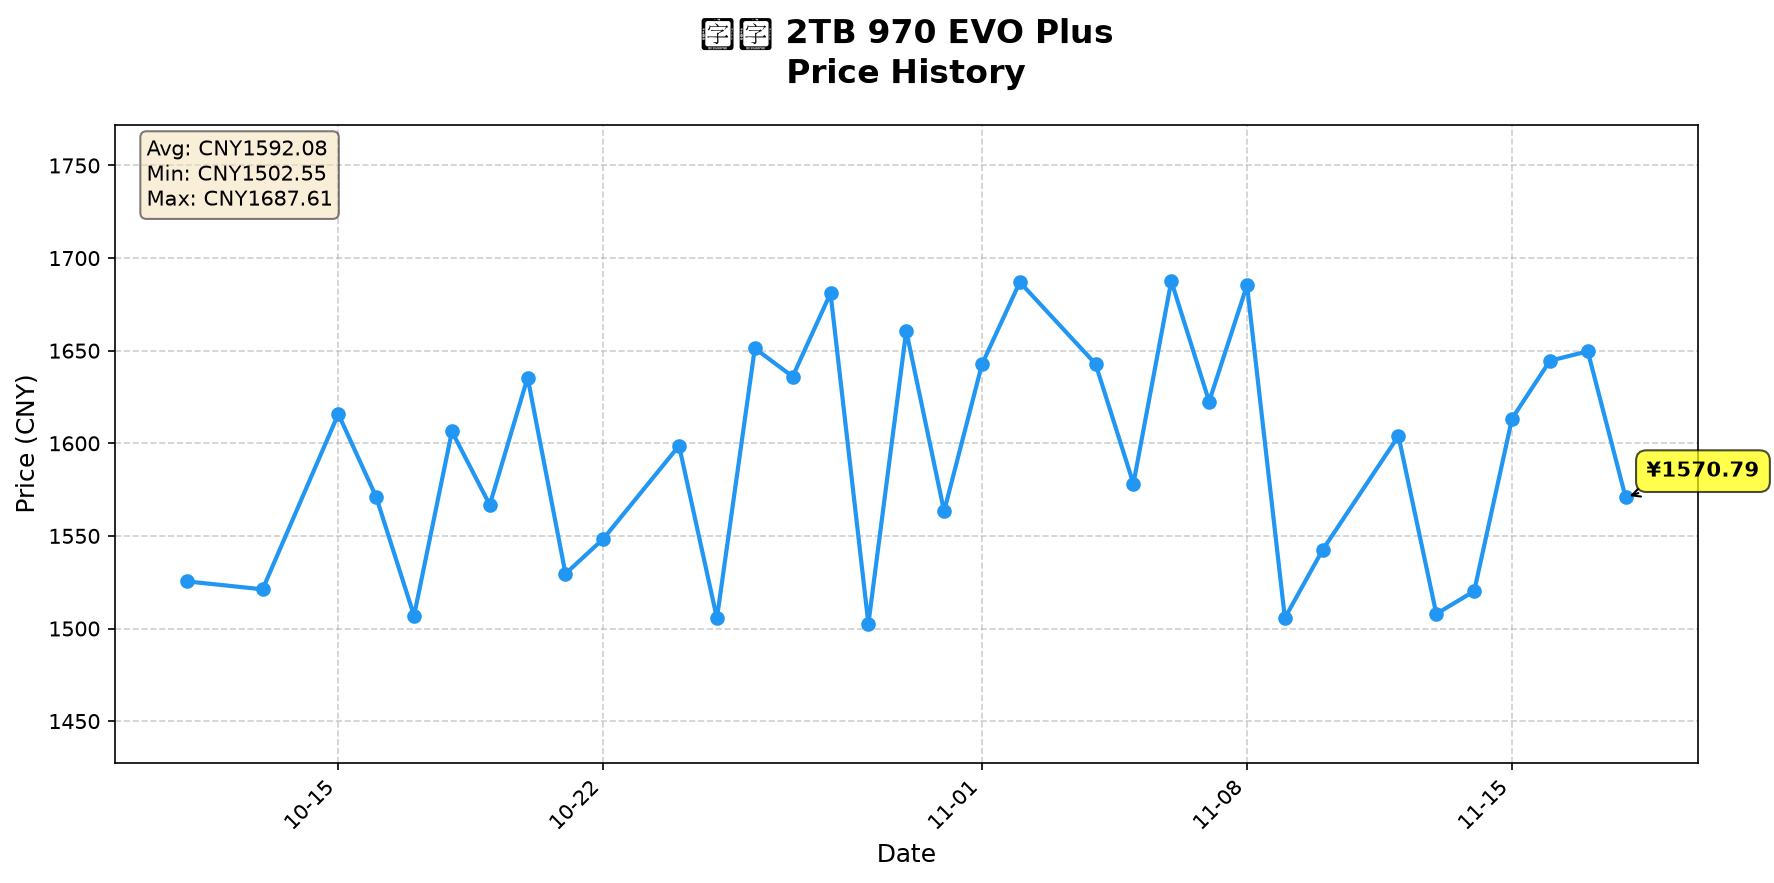 2TB 970 EVO Plus
Price History
Avg: CNY1592.08
Min: CNY1502.55
Max: CNY1687.61
1750
1700
1650
1600
1550
1500
1450
Price (CNY)
¥1570.79
10-15
10-22
11-01
11-08
11-15
Date